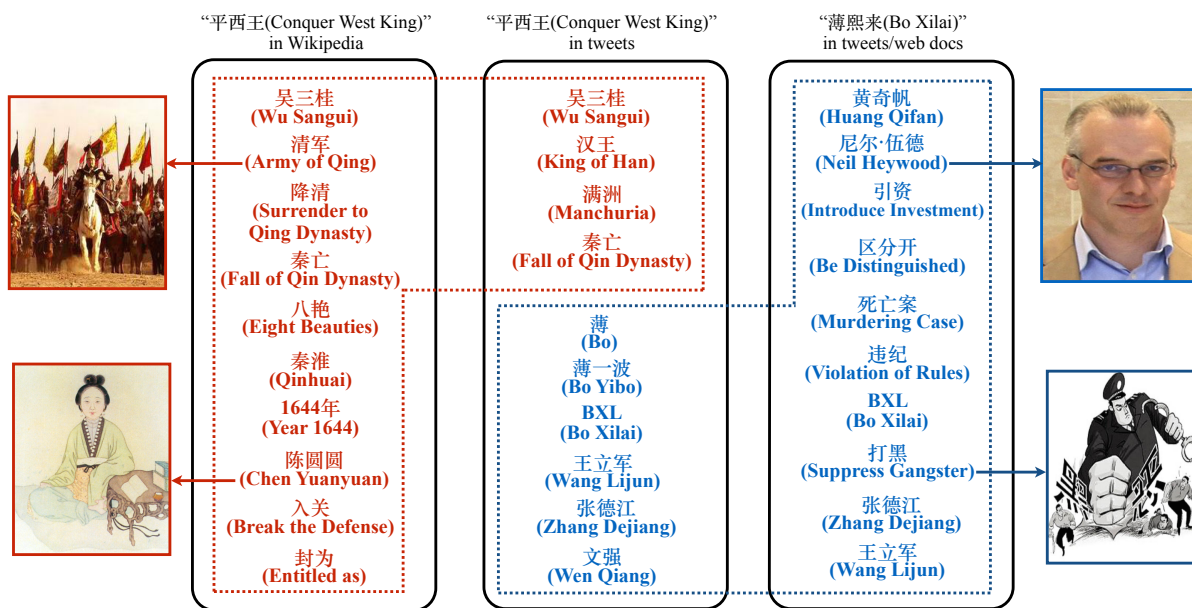 “平西王(Conquer West King)”
in Wikipedia
吴三桂
(Wu Sangui)
清军
(Army of Qing)
降清
(Surrender to
Qing Dynasty)
秦亡
(Fall of Qin Dynasty)
八艳
(Eight Beauties)
秦淮
(Qinhuai)
1644年
(Year 1644)
陈圆圆
(Chen Yuanyuan)
入关
(Break the Defense)
封为
(Entitled as)
“平西王(Conquer West King)”
in tweets
吴三桂
(Wu Sangui)
汉王
(King of Han)
满洲
(Manchuria)
秦亡
(Fall of Qin Dynasty)
薄
(Bo)
薄一波
(Bo Yibo)
BXL
(Bo Xilai)
王立军
(Wang Lijun)
张德江
(Zhang Dejiang)
文强
(Wen Qiang)
“薄熙来(Bo Xilai)”
in tweets/web docs
黄奇帆
(Huang Qifan)
尼尔·伍德
(Neil Heywood)
引资
(Introduce Investment)
区分开
(Be Distinguished)
死亡案
(Murdering Case)
违纪
(Violation of Rules)
BXL
(Bo Xilai)
打黑
(Suppress Gangster)
张德江
(Zhang Dejiang)
王立军
(Wang Lijun)